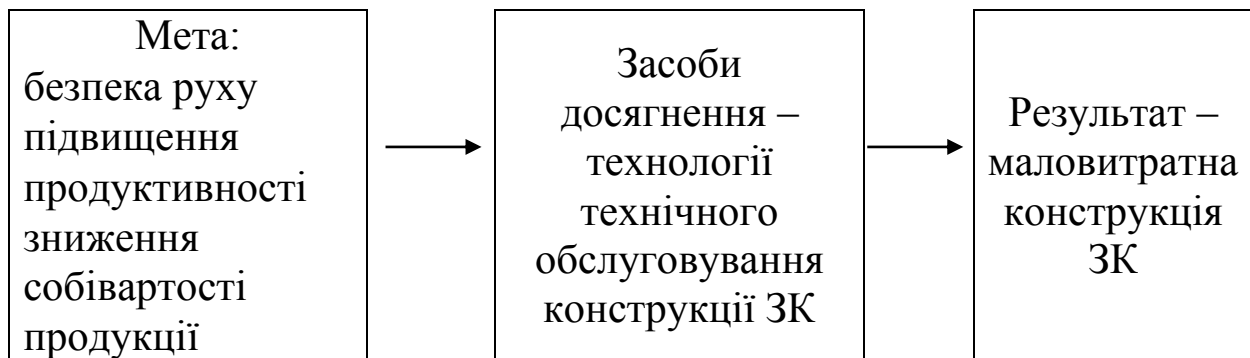 Мета:
безпека руху
підвищення
продуктивності
зниження
собівартості
продукції
Засоби
досягнення –
технології
технічного
обслуговування
конструкції ЗК
Результат –
маловитратна
конструкція
ЗК